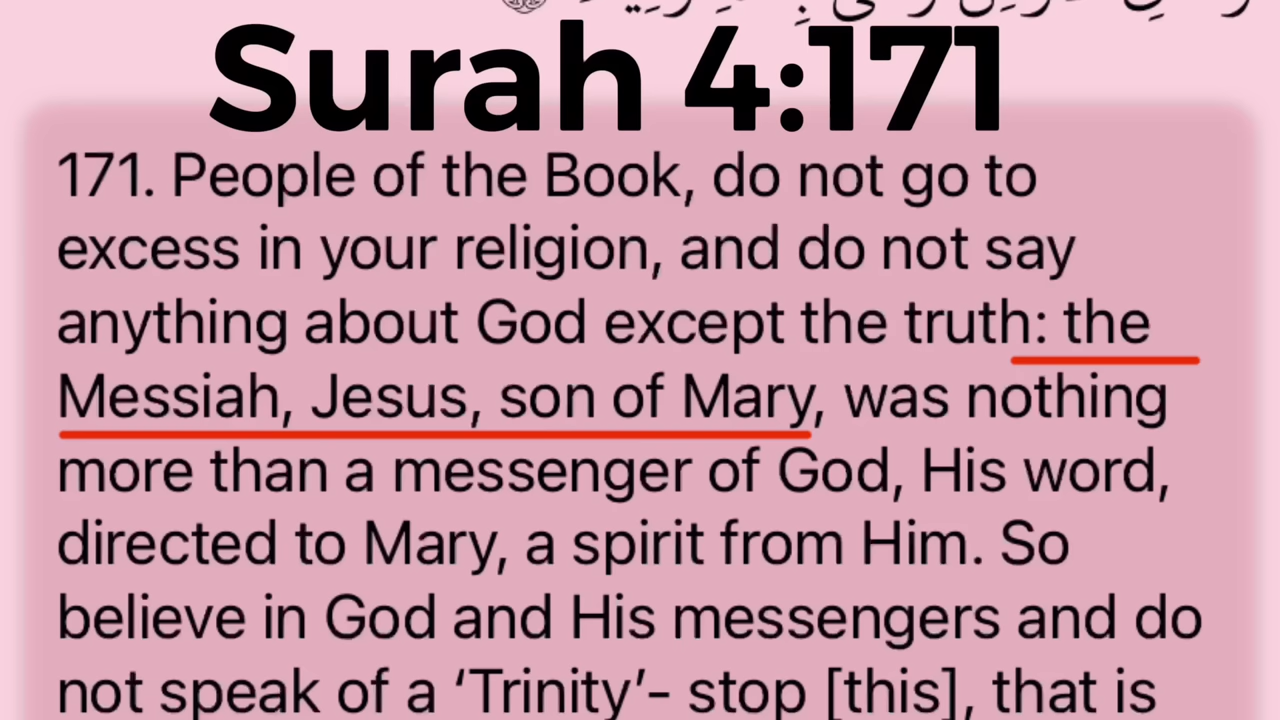 Surah 4:171
171. People of the Book, do not go to
excess in your religion, and do not say
anything about God except the truth: the
Messiah, Jesus, son of Mary, was nothing
more than a messenger of God, His word,
directed to Mary, a spirit from Him. So
believe in God and His messengers and do
not speak of a ‘Trinity’- stop [this], that is